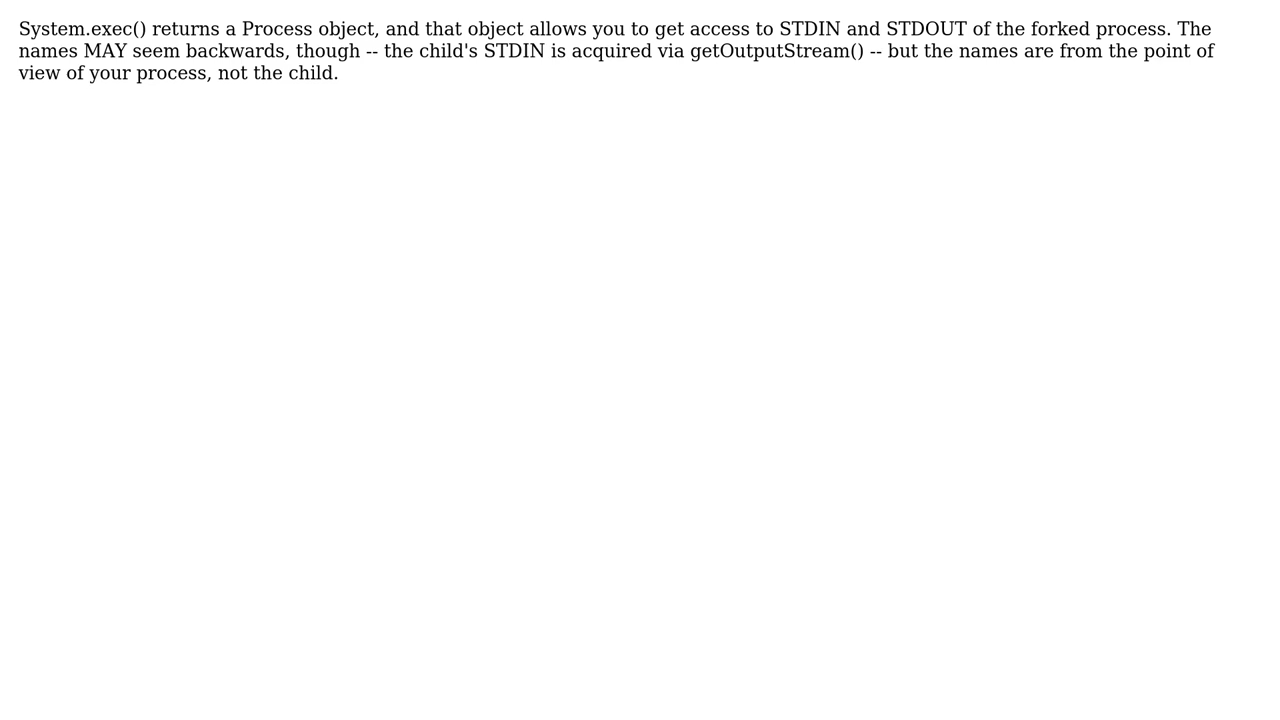 System.exec() returns a Process object, and that object allows you to get access to STDIN and STDOUT of the forked process. The
names MAY seem backwards, though -- the child's STDIN is acquired via getOutputStream() -- but the names are from the point of
view of your process, not the child.